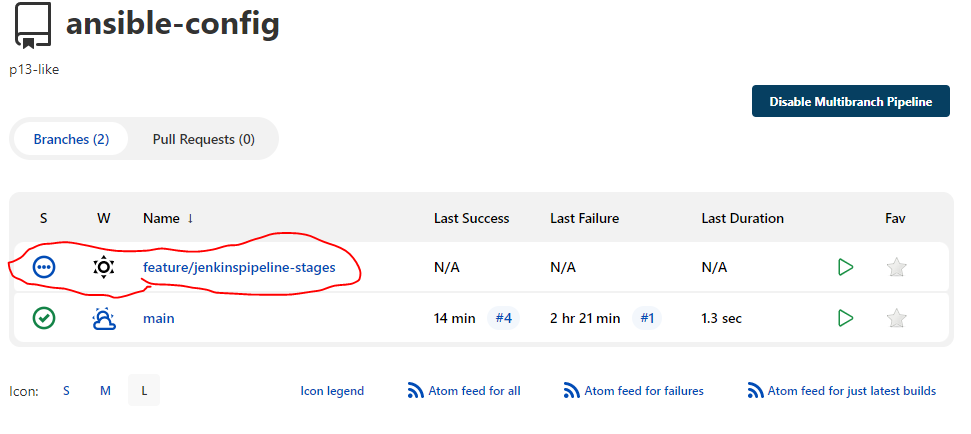 ansible-config
p13-like
Disable Multibranch Pipeline
Branches (2) Pull Requests (0)
S W Name ↓ Last Success Last Failure Last Duration Fav
feature/jenkinspipeline-stages N/A N/A N/A
main 14 min #4 2 hr 21 min #1 1.3 sec
Icon: S M L Icon legend Atom feed for all Atom feed for failures Atom feed for just latest builds